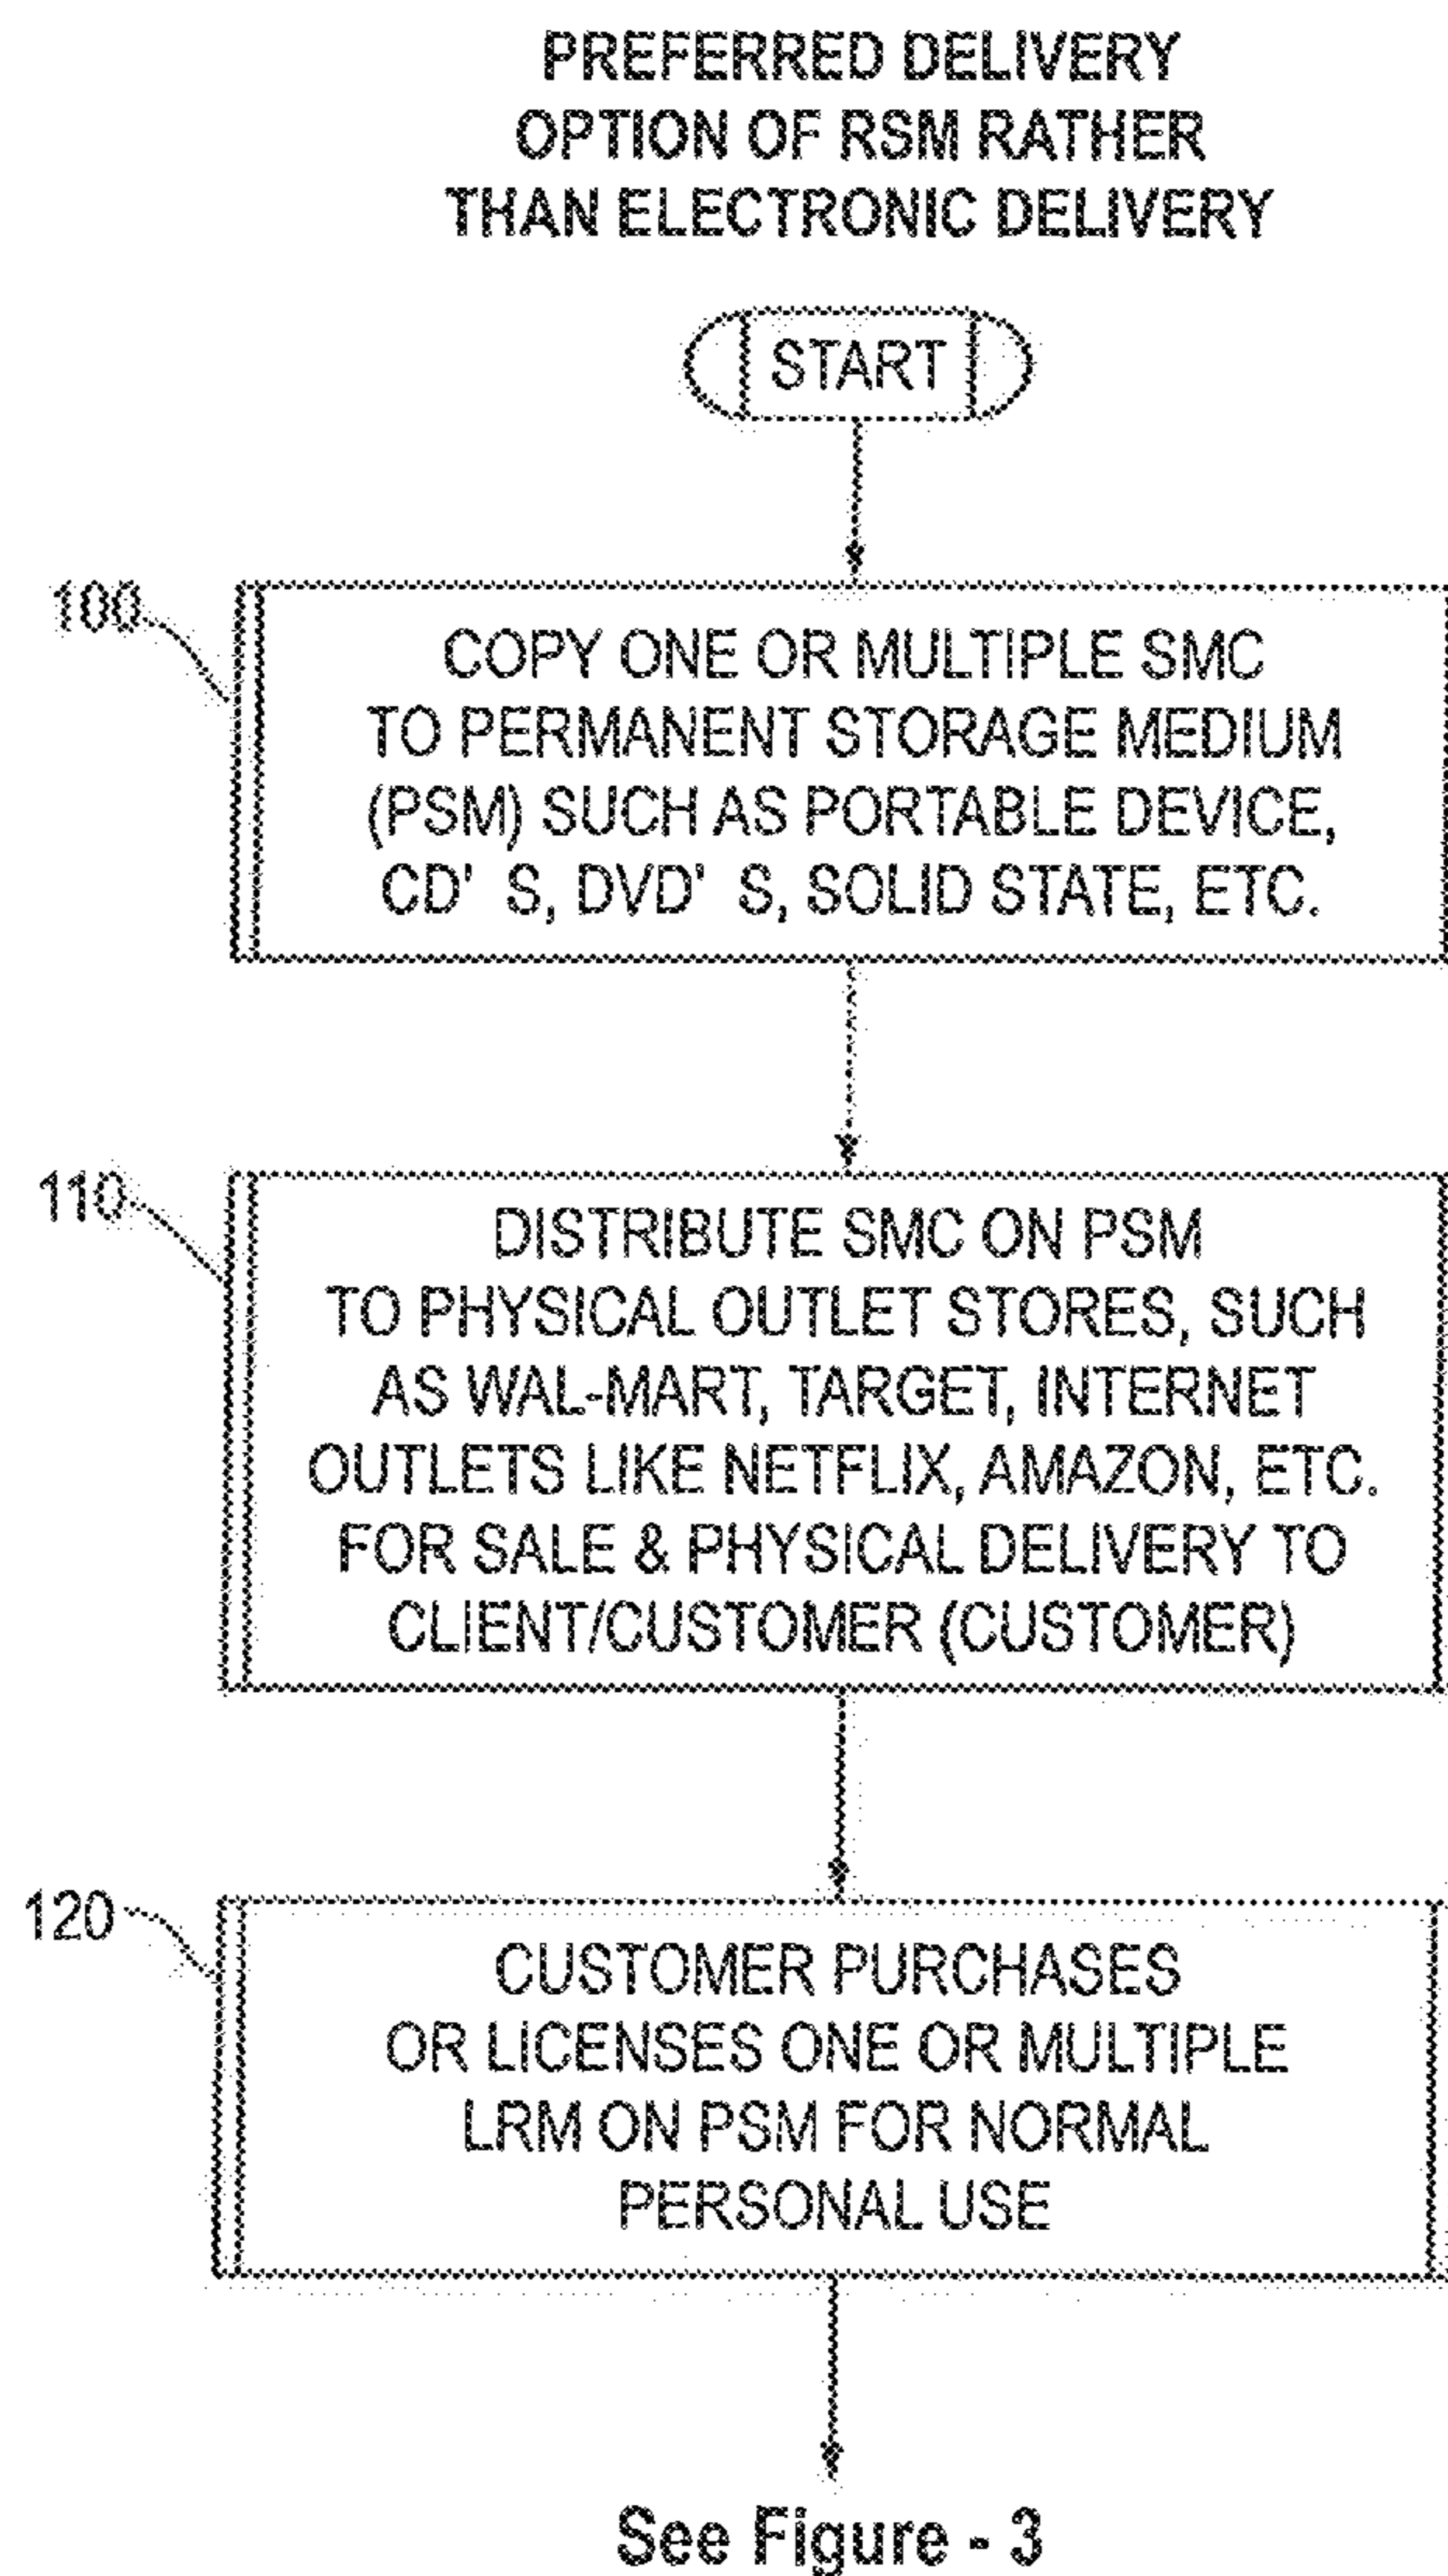 PREFERRED DELIVERY
OPTION OF RSM RATHER
THAN ELECTRONIC DELIVERY
START
100
COPY ONE OR MULTIPLE SMC
TO PERMANENT STORAGE MEDIUM
(PSM) SUCH AS PORTABLE DEVICE,
CD' S, DVD' S, SOLID STATE, ETC.
110
DISTRIBUTE SMC ON PSM
TO PHYSICAL OUTLET STORES, SUCH
AS WAL-MART, TARGET, INTERNET
OUTLETS LIKE NETFLIX, AMAZON, ETC.
FOR SALE & PHYSICAL DELIVERY TO
CLIENT/CUSTOMER (CUSTOMER)
120
CUSTOMER PURCHASES
OR LICENSES ONE OR MULTIPLE
LRM ON PSM FOR NORMAL
PERSONAL USE
See Figure - 3